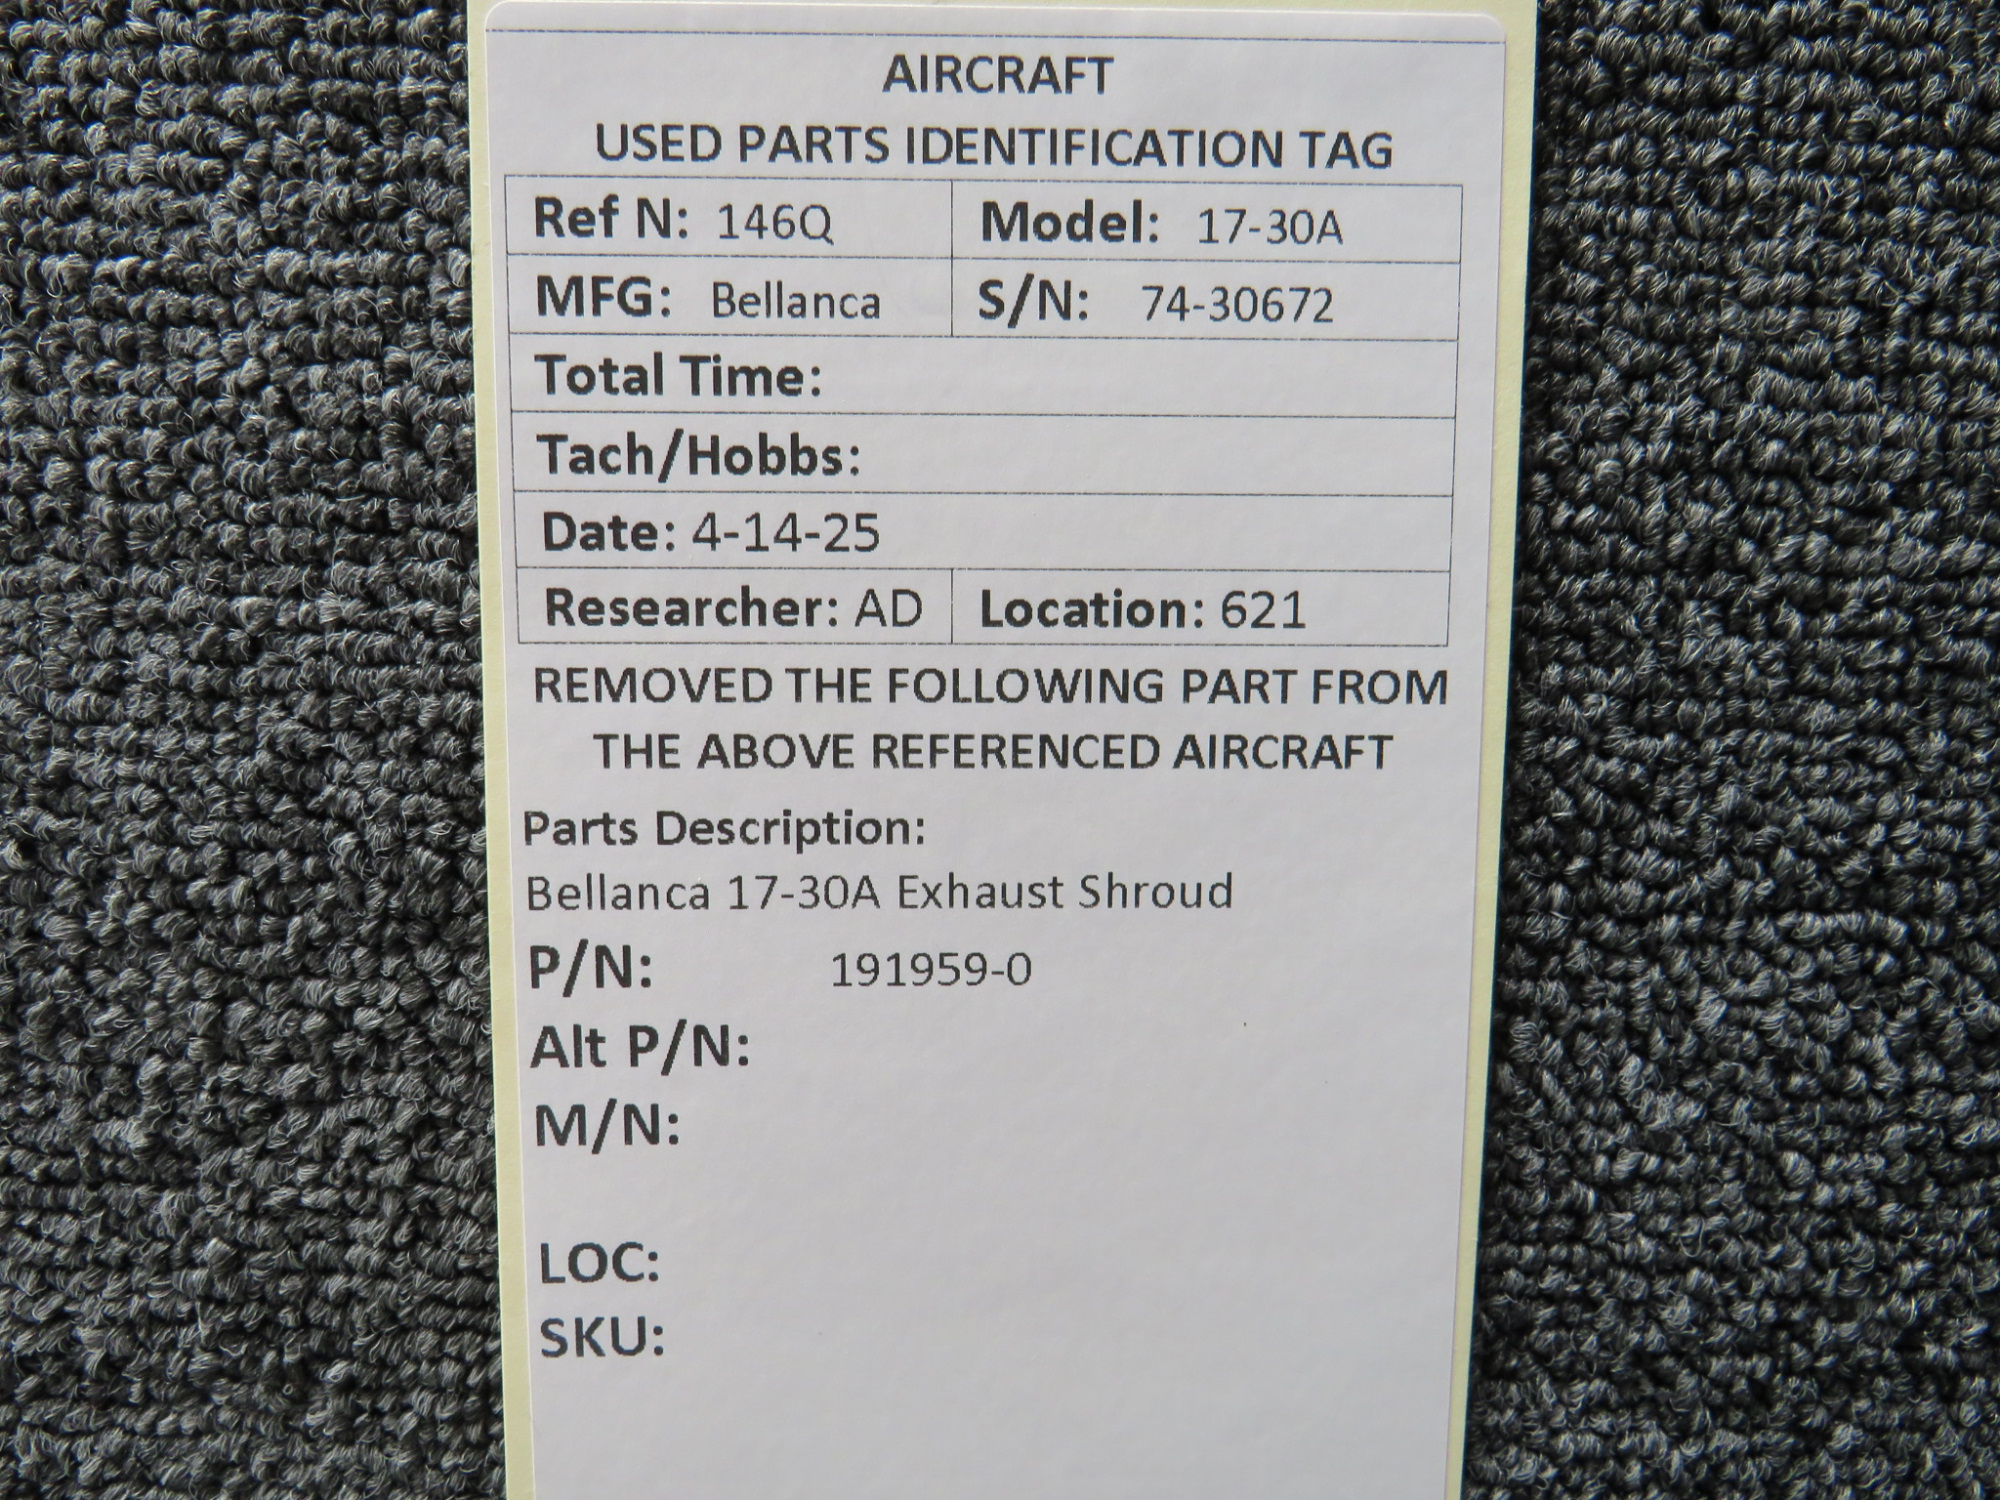 AIRCRAFT
USED PARTS IDENTIFICATION TAG
Ref N: 146Q Model: 17-30A
MFG: Bellanca S/N: 74-30672
Total Time:
Tach/Hobbs:
Date: 4-14-25
Researcher: AD Location: 621
REMOVED THE FOLLOWING PART FROM
THE ABOVE REFERENCED AIRCRAFT
Parts Description:
Bellanca 17-30A Exhaust Shroud
P/N: 191959-0
Alt P/N:
M/N:
LOC:
SKU: